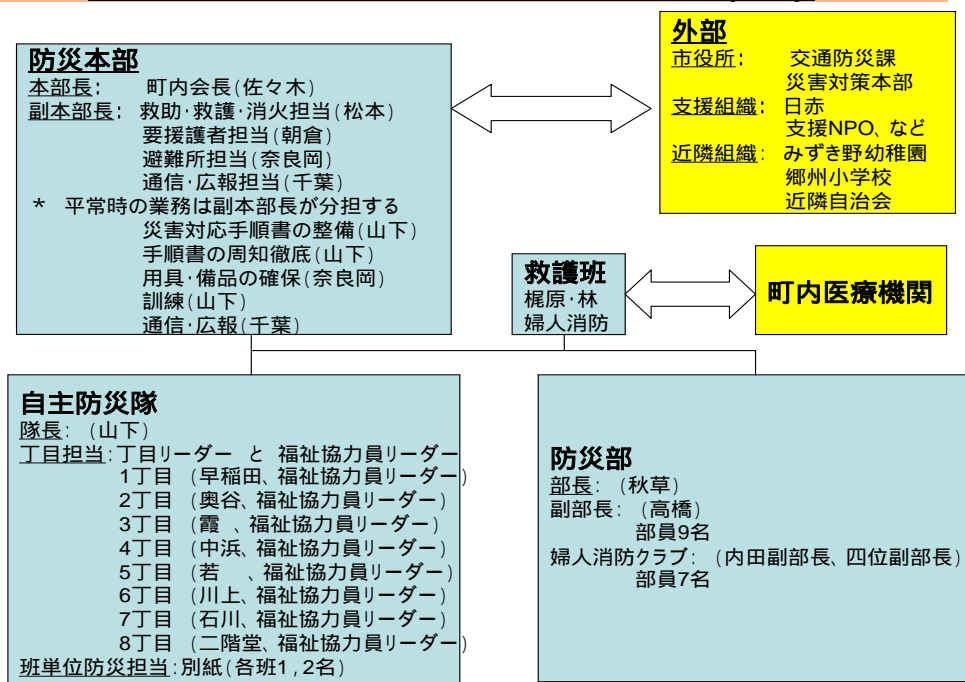 防災本部
本部長: 町内会長(佐々木)
副本部長: 救助・救護・消火担当(松本)
要援護者担当(朝倉)
避難所担当(奈良岡)
通信・広報担当(千葉)
* 平常時の業務は副本部長が分担する
災害対応手順書の整備(山下)
手順書の周知徹底(山下)
用具・備品の確保(奈良岡)
訓練(山下)
通信・広報(千葉)
外部
市役所: 交通防災課
災害対策本部
支援組織: 日赤
支援NPO、など
近隣組織: みずき野幼稚園
郷州小学校
近隣自治会
救護班
梶原・林
婦人消防
町内医療機関
自主防災隊
隊長: (山下)
丁目担当:丁目リーダー と 福祉協力員リーダー
1丁目 (早稲田、福祉協力員リーダー)
2丁目 (奥谷、福祉協力員リーダー)
3丁目 (霞 、福祉協力員リーダー)
4丁目 (中浜、福祉協力員リーダー)
5丁目 (若 、福祉協力員リーダー)
6丁目 (川上、福祉協力員リーダー)
7丁目 (石川、福祉協力員リーダー)
8丁目 (二階堂、福祉協力員リーダー)
班単位防災担当:別紙(各班1,2名)
防災部
部長: (秋草)
副部長: (高橋)
部員9名
婦人消防クラブ: (内田副部長、四位副部長)
部員7名